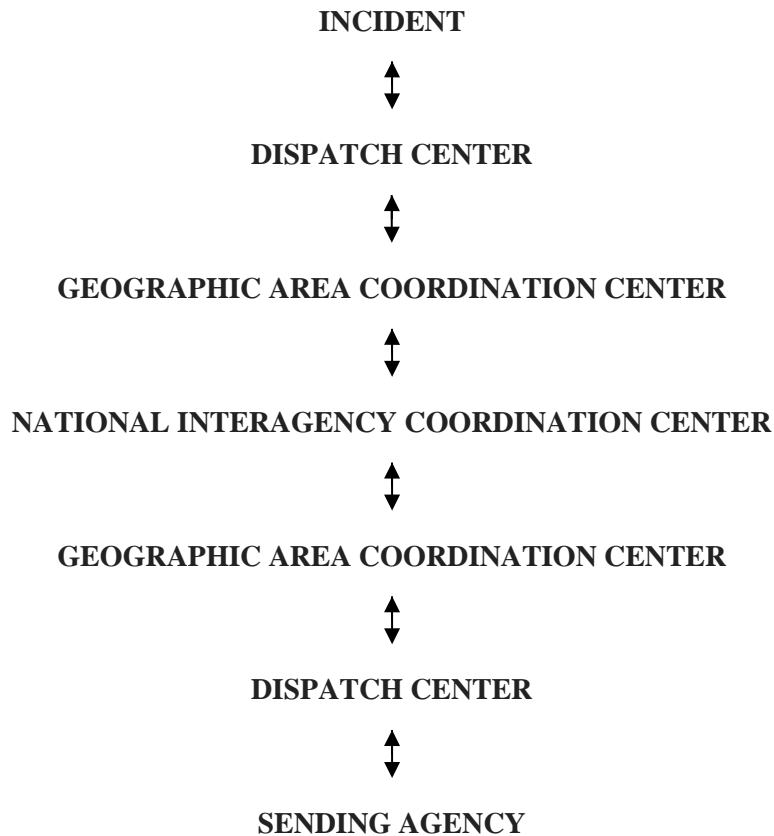 INCIDENT
DISPATCH CENTER
GEOGRAPHIC AREA COORDINATION CENTER
NATIONAL INTERAGENCY COORDINATION CENTER
GEOGRAPHIC AREA COORDINATION CENTER
DISPATCH CENTER
SENDING AGENCY